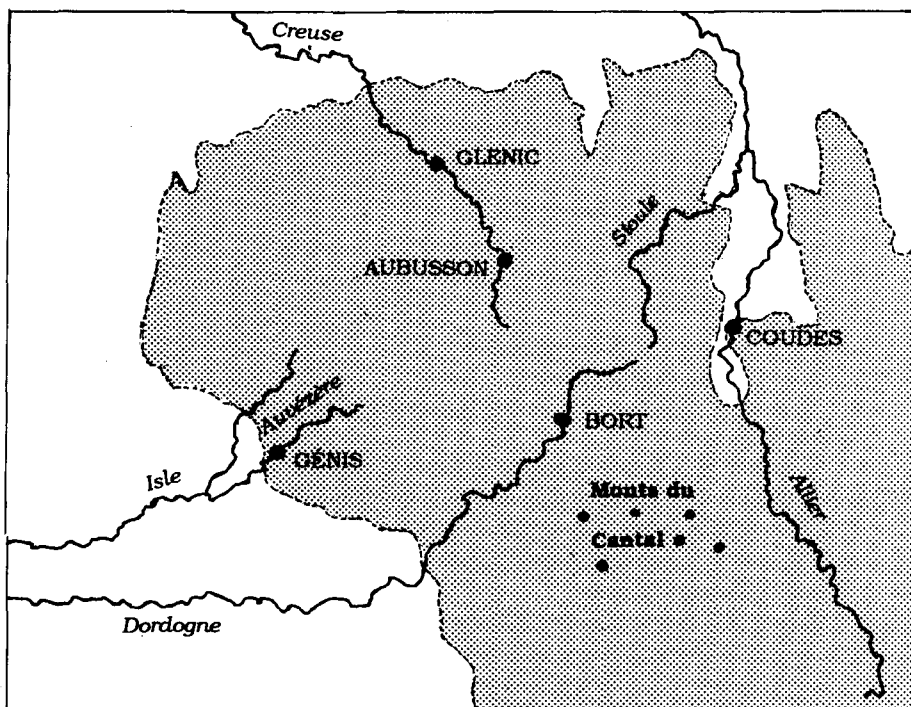 Creuse
GLENIC
Sioule
AUBUSSON
COUDES
Auvézère
BORT
GÉNIS
Isle
Monts du
Allier
Cantal
Dordogne